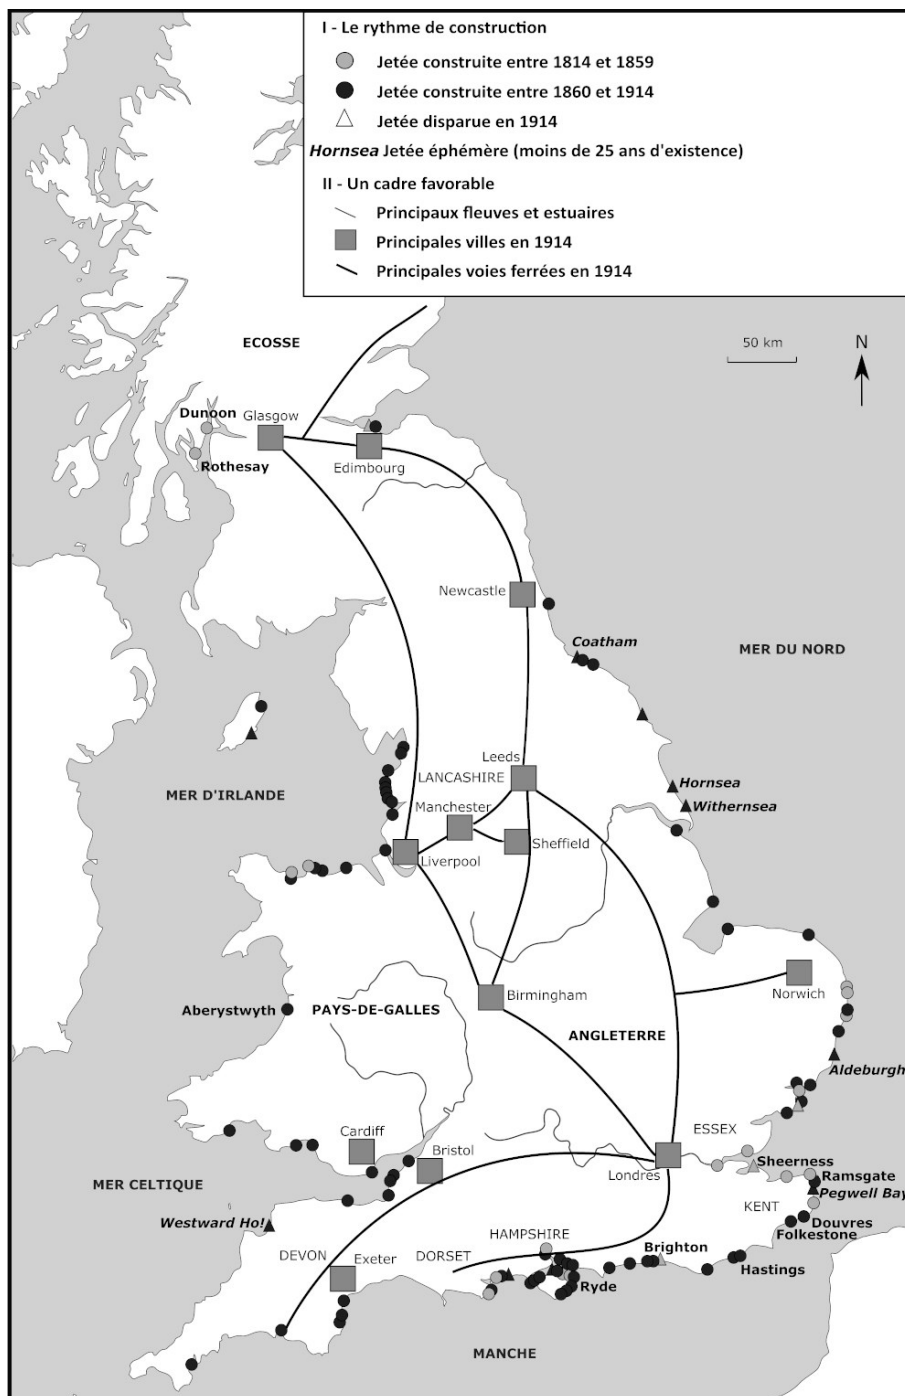 I - Le rythme de construction
Jetée construite entre 1814 et 1859
Jetée construite entre 1860 et 1914
Jetée disparue en 1914
Hornsea Jetée éphémère (moins de 25 ans d'existence)
II - Un cadre favorable
Principaux fleuves et estuaires
Principales villes en 1914
Principales voies ferrées en 1914
ECOSSE
50 km
N
Dunoon
Glasgow
Rothesay
Edimbourg
Newcastle
Coatham
MER DU NORD
Leeds
LANCASHIRE
Hornsea
MER D'IRLANDE
Manchester
Withernsea
Sheffield
Liverpool
Norwich
Birmingham
Aberystwyth
PAYS-DE-GALLES
ANGLETERRE
Aldeburgh
ESSEX
Cardiff
Bristol
Londres
Sheerness
Ramsgate
MER CELTIQUE
Pegwell Bay
KENT
Westward Ho!
Douvres
Folkestone
HAMPSHIRE
Brighton
DEVON
Exeter
DORSET
Hastings
Ryde
MANCHE